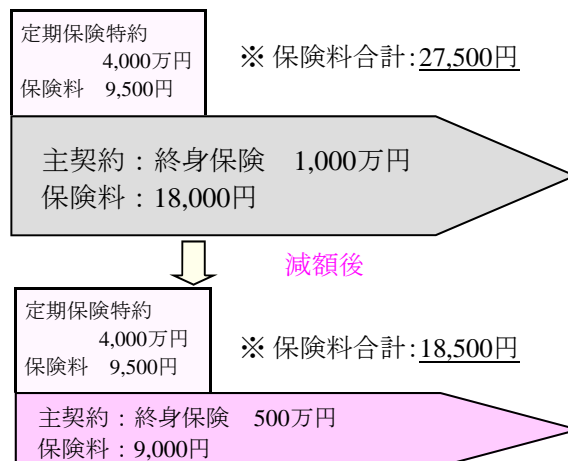 定期保険特約
4,000万円
保険料 9,500円
※ 保険料合計:27,500円
主契約：終身保険 1,000万円
保険料：18,000円
減額後
定期保険特約
4,000万円
保険料 9,500円
※ 保険料合計:18,500円
主契約：終身保険 500万円
保険料：9,000円